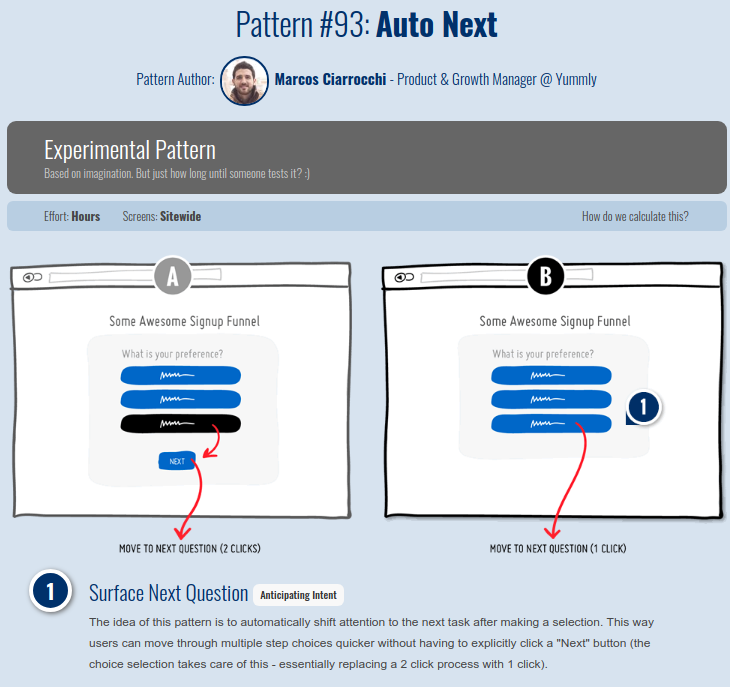 Pattern #93: Auto Next
Pattern Author: Marcos Ciarrocchi - Product & Growth Manager @ Yummly
Experimental Pattern
Based on imagination. But just how long until someone tests it? :)
Effort: Hours Screens: Sitewide How do we calculate this?
A
Some Awesome Signup Funnel
What is your preference?
NEXT
MOVE TO NEXT QUESTION (2 CLICKS)
B
Some Awesome Signup Funnel
What is your preference?
1
MOVE TO NEXT QUESTION (1 CLICK)
1
Surface Next Question Anticipating Intent
The idea of this pattern is to automatically shift attention to the next task after making a selection. This way
users can move through multiple step choices quicker without having to explicitly click a "Next" button (the
choice selection takes care of this - essentially replacing a 2 click process with 1 click).